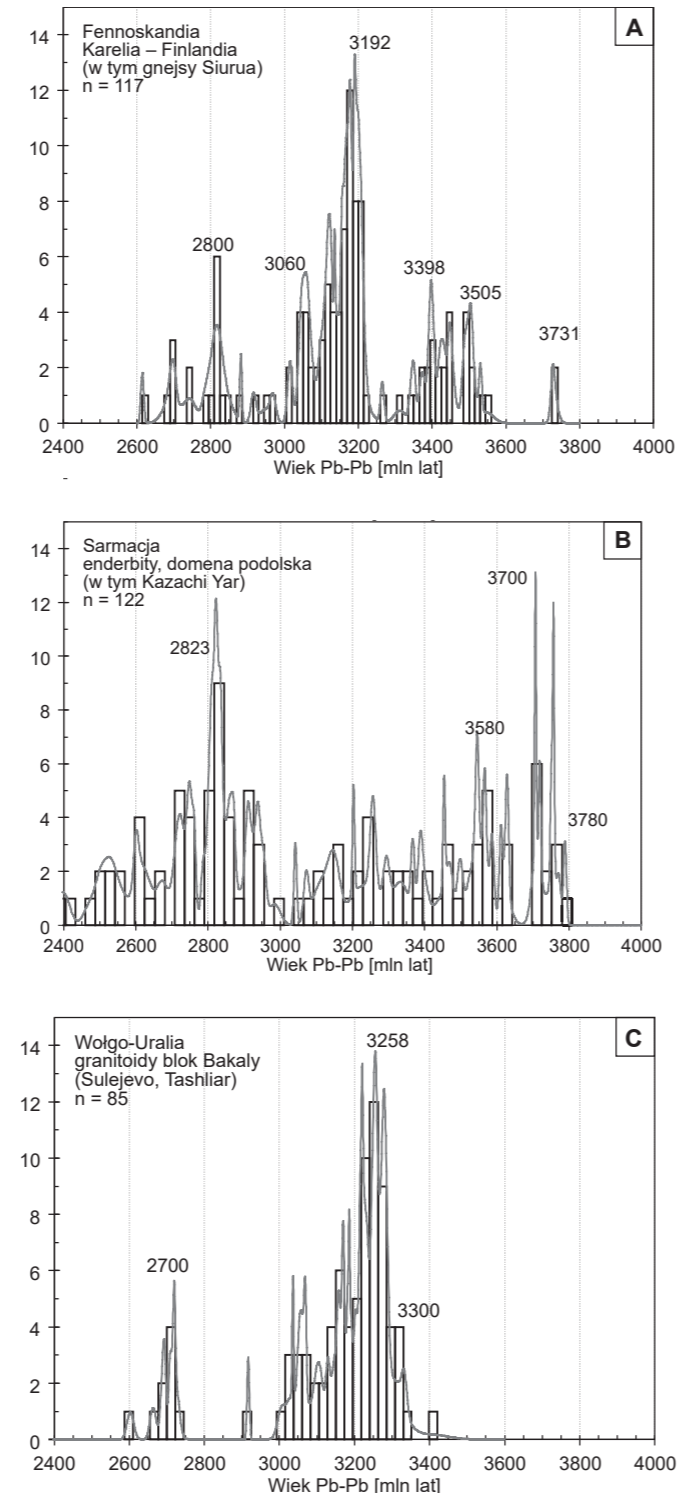 A
Fennoskandia
Karelia – Finlandia
(w tym gnejsy Siurua)
n = 117
14
12
10
8
6
4
2
0
3192
2800
3060
3398
3505
3731
2400 2600 2800 3000 3200 3400 3600 3800 4000
Wiek Pb-Pb [mln lat]
B
Sarmacja
enderbity, domena podolska
(w tym Kazachi Yar)
n = 122
14
12
10
8
6
4
2
0
3700
2823
3580
3780
2400 2600 2800 3000 3200 3400 3600 3800 4000
Wiek Pb-Pb [mln lat]
C
Wołgo-Uralia
granitoidy blok Bakaly
(Sulejevo, Tashliar)
n = 85
14
12
10
8
6
4
2
0
3258
2700
3300
2400 2600 2800 3000 3200 3400 3600 3800 4000
Wiek Pb-Pb [mln lat]